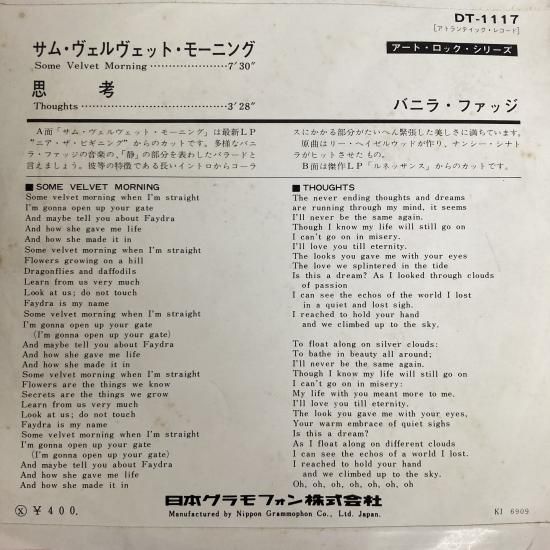 DT-1117
[アトランティック・レコード]
サム・ヴェルヴェット・モーニング
Some Velvet Morning ………………… 7′30″
アート・ロック・シリーズ
思考
Thoughts ………………………………… 3′28″
バニラ・ファッジ
A面「サム・ヴェルヴェット・モーニング」は最新LP
“ニア・ザ・ビギニング”からのカットです。多様なバニ
ラ・ファッジの音楽の、「静」の部分を表わしたバラードと
言えましょう。彼等の特徴である長いイントロからコーラ
スにかかる部分がたいへん緊張した美しさに満ちています。
原曲はリー・ヘイゼルウッドが作り、ナンシー・シナト
ラがヒットさせたもの。
B面は傑作LP「ルネッサンス」からのカットです。
■SOME VELVET MORNING
Some velvet morning when I'm straight
I'm gonna open up your gate
And maybe tell you about Faydra
And how she gave me life
And how she made it in
Some velvet morning when I'm straight
Flowers growing on a hill
Dragonflies and daffodils
Learn from us very much
Look at us; do not touch
Faydra is my name
Some velvet morning when I'm straight
I'm gonna open up your gate
(I'm gonna open up your gate)
And maybe tell you about Faydra
And how she gave me life
And how she made it in
Some velvet morning when I'm straight
Flowers are the things we know
Secrets are the things we grow
Learn from us very much
Look at us; do not touch
Faydra is my name
Some velvet morning when I'm straight
I'm gonna open up your gate
(I'm gonna open up your gate)
And maybe tell you about Faydra
And how she gave me life
And how she made it in
■THOUGHTS
The never ending thoughts and dreams
are running through my mind, it seems
I'll never be the same again.
Though I know my life will still go on
I can't go on in misery.
I'll love you till eternity.
The looks you gave me with your eyes
The love we splintered in the tide
Is this a dream? As I looked through clouds
of passion
I can see the echos of the world I lost
in a quiet and lost sigh.
I reached to hold your hand
and we climbed up to the sky.
To float along on silver clouds:
To bathe in beauty all around;
I'll never be the same again.
Though I know my life will still go on
I can't go on in misery:
My life with you meant more to me.
I'll love you till eternity.
The look you gave me with your eyes,
Your warm embrace of quiet sighs
Is this a dream?
As I float along on different clouds
I can see the echos of a world I lost.
I reached to hold your hand
and we climbed up to the sky.
Oh, oh, oh, oh, oh, oh, oh
Ⓧ ¥400.
日本グラモフォン株式会社
Manufactured by Nippon Grammophon Co., Ltd. Japan.
KI 6909